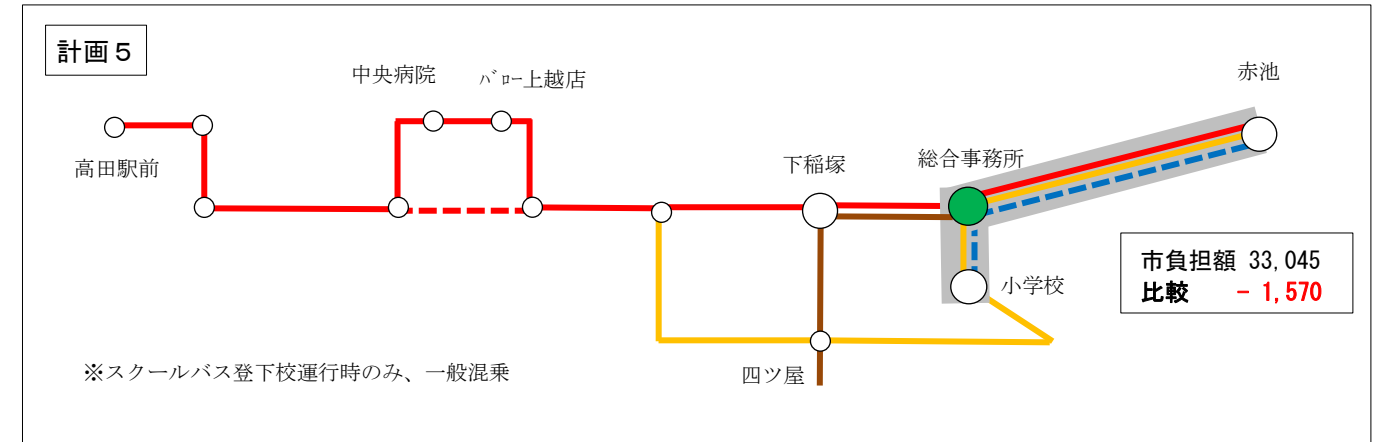 計画５
中央病院
ﾊﾞﾛｰ上越店
赤池
高田駅前
下稲塚
総合事務所
小学校
市負担額 33,045
比較 － 1,570
四ツ屋
※スクールバス登下校運行時のみ、一般混乗